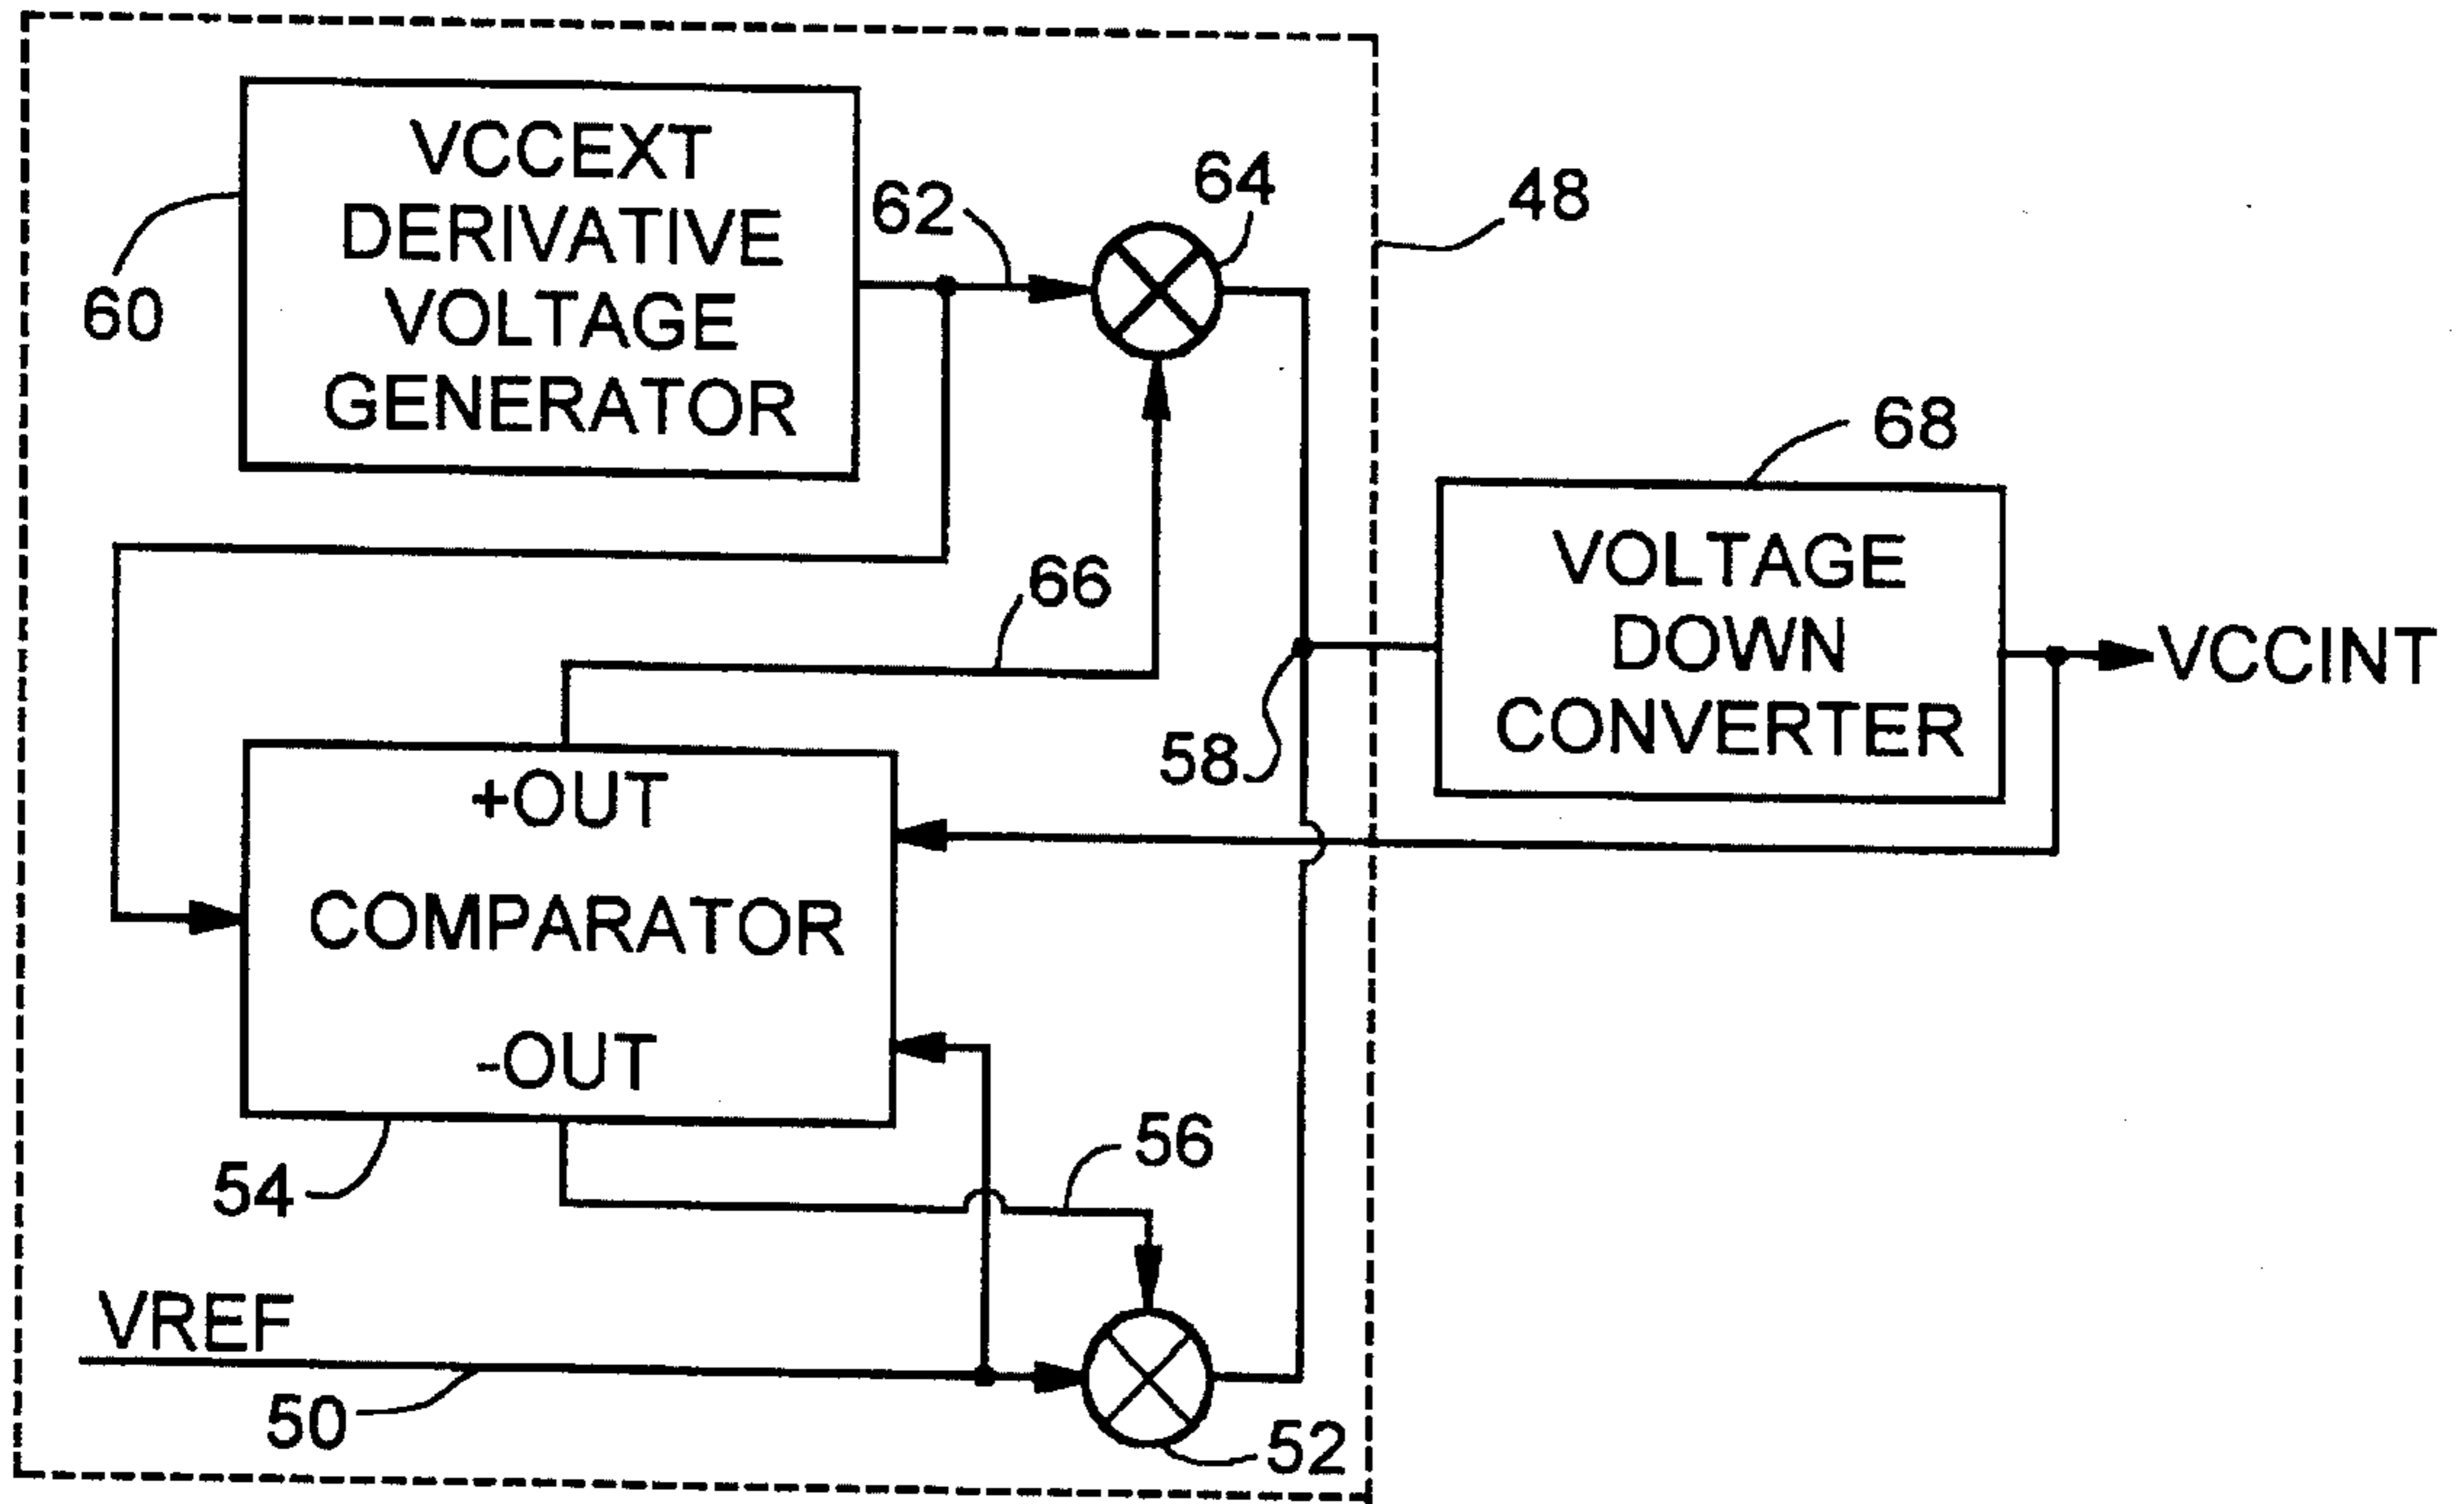 VCCEXT
DERIVATIVE
VOLTAGE
GENERATOR
60
62
64
48
66
68
VOLTAGE
DOWN
CONVERTER
VCCINT
58
+OUT
COMPARATOR
-OUT
54
56
VREF
50
52